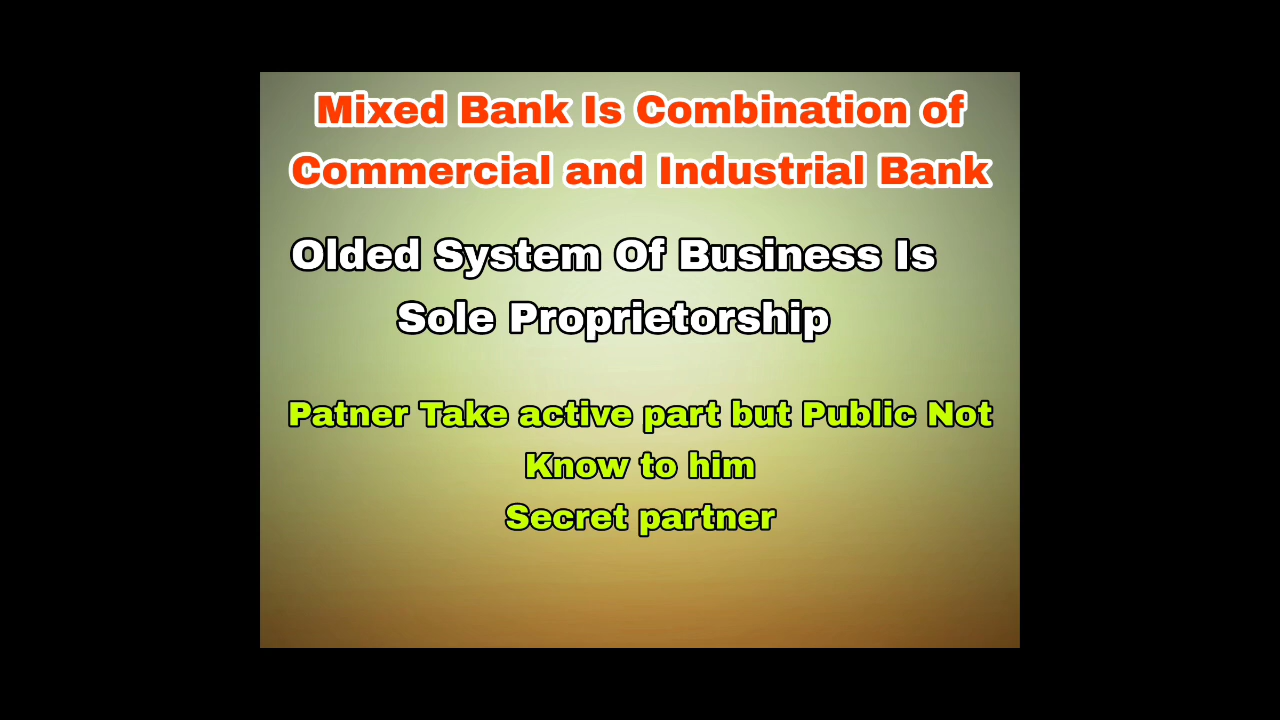 Mixed Bank Is Combination of
Commercial and Industrial Bank
Olded System Of Business Is
Sole Proprietorship
Patner Take active part but Public Not
Know to him
Secret partner